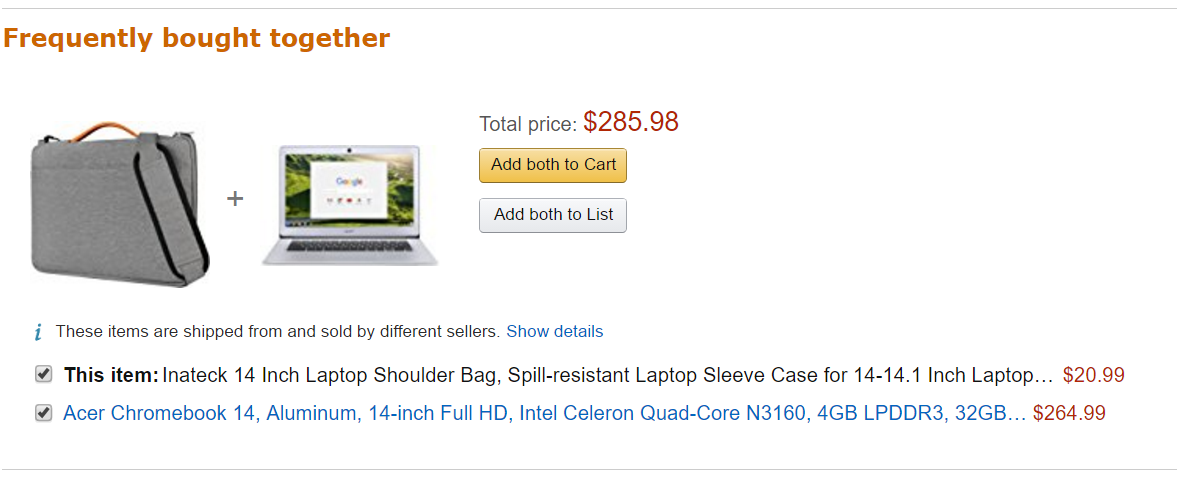 Frequently bought together
Total price: $285.98
Add both to Cart
Google
+
Add both to List
i These items are shipped from and sold by different sellers. Show details
This item: Inateck 14 Inch Laptop Shoulder Bag, Spill-resistant Laptop Sleeve Case for 14-14.1 Inch Laptop… $20.99
Acer Chromebook 14, Aluminum, 14-inch Full HD, Intel Celeron Quad-Core N3160, 4GB LPDDR3, 32GB… $264.99